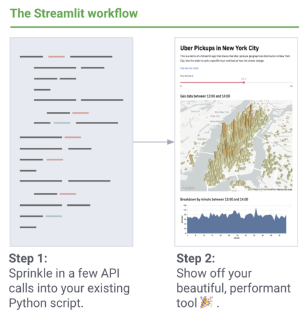 The Streamlit workflow
Uber Pickups in New York City
Geo data between 12:00 and 14:00
Breakdown by minute between 12:00 and 14:00
Step 1:
Sprinkle in a few API
calls into your existing
Python script.
Step 2:
Show off your
beautiful, performant
tool 🎉 .